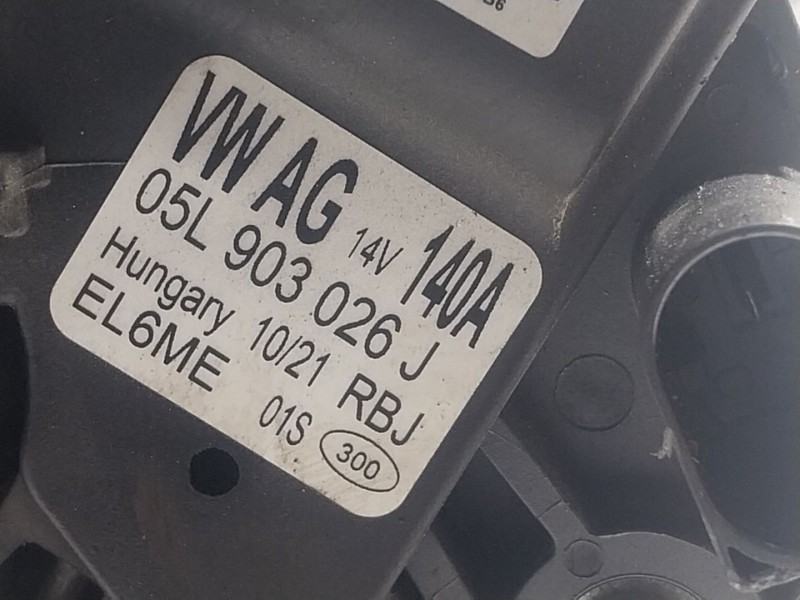 VW AG 14V 140A
05L 903 026 J
Hungary 10/21 RBJ
EL6ME 01S 300